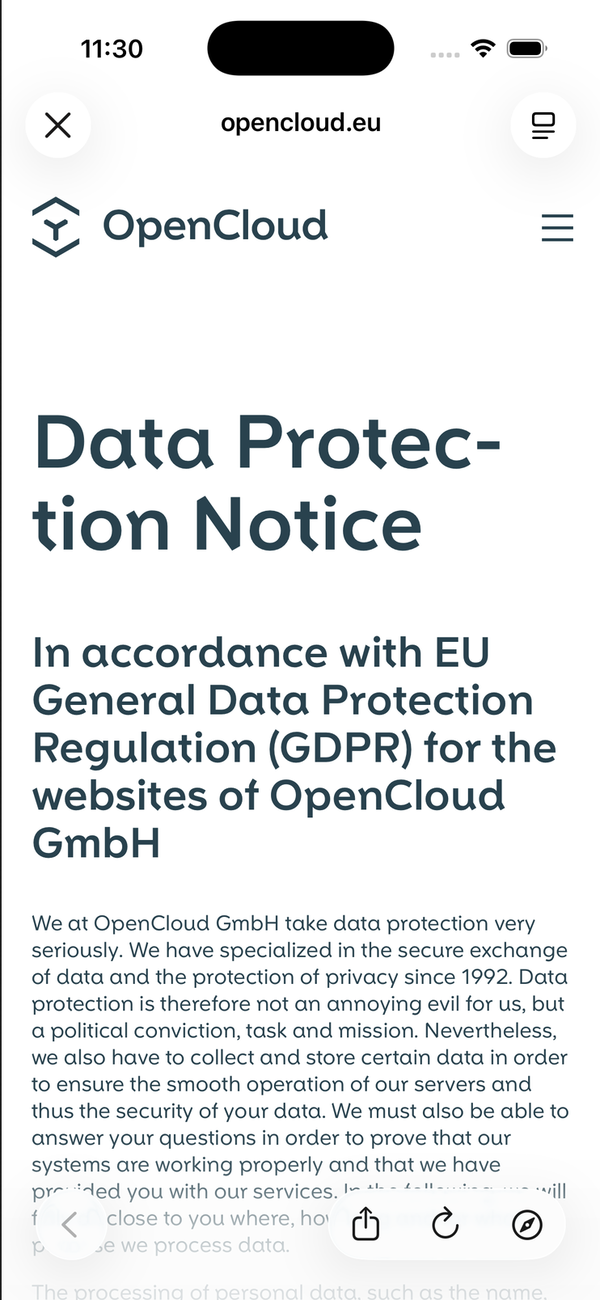 11:30
opencloud.eu
OpenCloud
Data Protec-
tion Notice
In accordance with EU
General Data Protection
Regulation (GDPR) for the
websites of OpenCloud
GmbH
We at OpenCloud GmbH take data protection very
seriously. We have specialized in the secure exchange
of data and the protection of privacy since 1992. Data
protection is therefore not an annoying evil for us, but
a political conviction, task and mission. Nevertheless,
we also have to collect and store certain data in order
to ensure the smooth operation of our servers and
thus the security of your data. We must also be able to
answer your questions in order to prove that our
systems are working properly and that we have
provided you with our services. In the following we will
close to you where,
we process data.
The processing of personal data, such as the name,